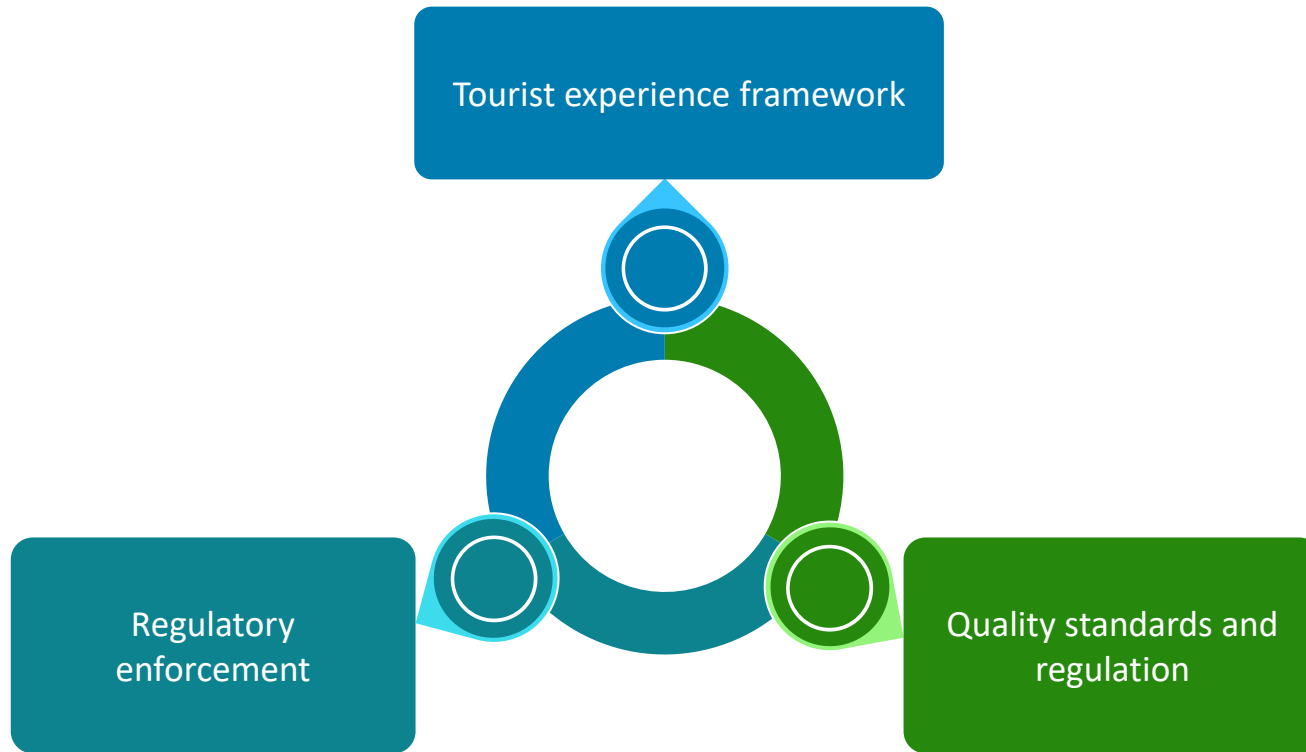 Tourist experience framework
Regulatory
enforcement
Quality standards and
regulation